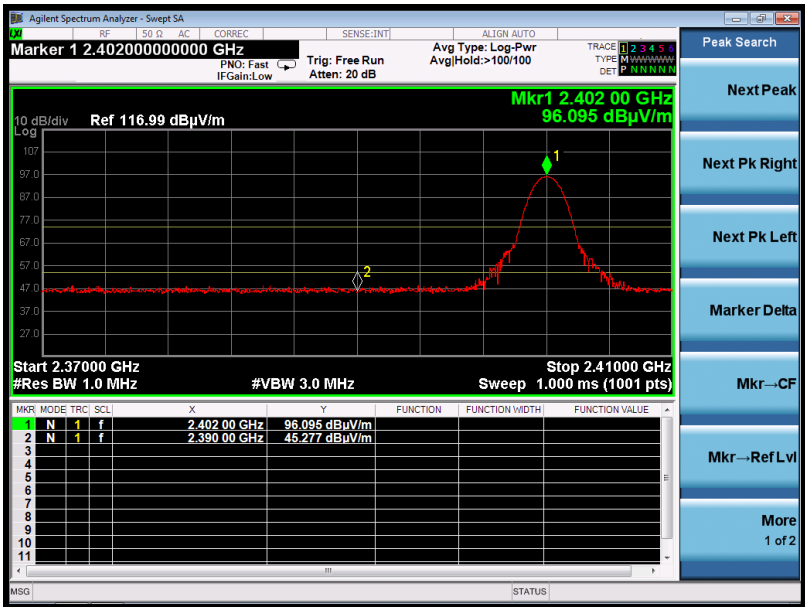 Agilent Spectrum Analyzer - Swept SA
LXI RF 50 Ω AC CORREC SENSE:INT ALIGN AUTO
Marker 1 2.402000000000 GHz
PNO: Fast
IFGain:Low
Trig: Free Run
Atten: 20 dB
Avg Type: Log-Pwr
Avg|Hold:>100/100
TRACE 1 2 3 4 5 6
TYPE M WWWWW
DET P N N N N N
Peak Search
Mkr1 2.402 00 GHz
96.095 dBµV/m
10 dB/div Ref 116.99 dBµV/m
Log
107
97.0
87.0
77.0
67.0
57.0
47.0
37.0
27.0
1
2
Start 2.37000 GHz Stop 2.41000 GHz
#Res BW 1.0 MHz #VBW 3.0 MHz Sweep 1.000 ms (1001 pts)
MKR MODE TRC SCL X Y FUNCTION FUNCTION WIDTH FUNCTION VALUE
1 N 1 f 2.402 00 GHz 96.095 dBµV/m
2 N 1 f 2.390 00 GHz 45.277 dBµV/m
3
4
5
6
7
8
9
10
11
MSG STATUS
Next Peak
Next Pk Right
Next Pk Left
Marker Delta
Mkr→CF
Mkr→Ref Lvl
More
1 of 2